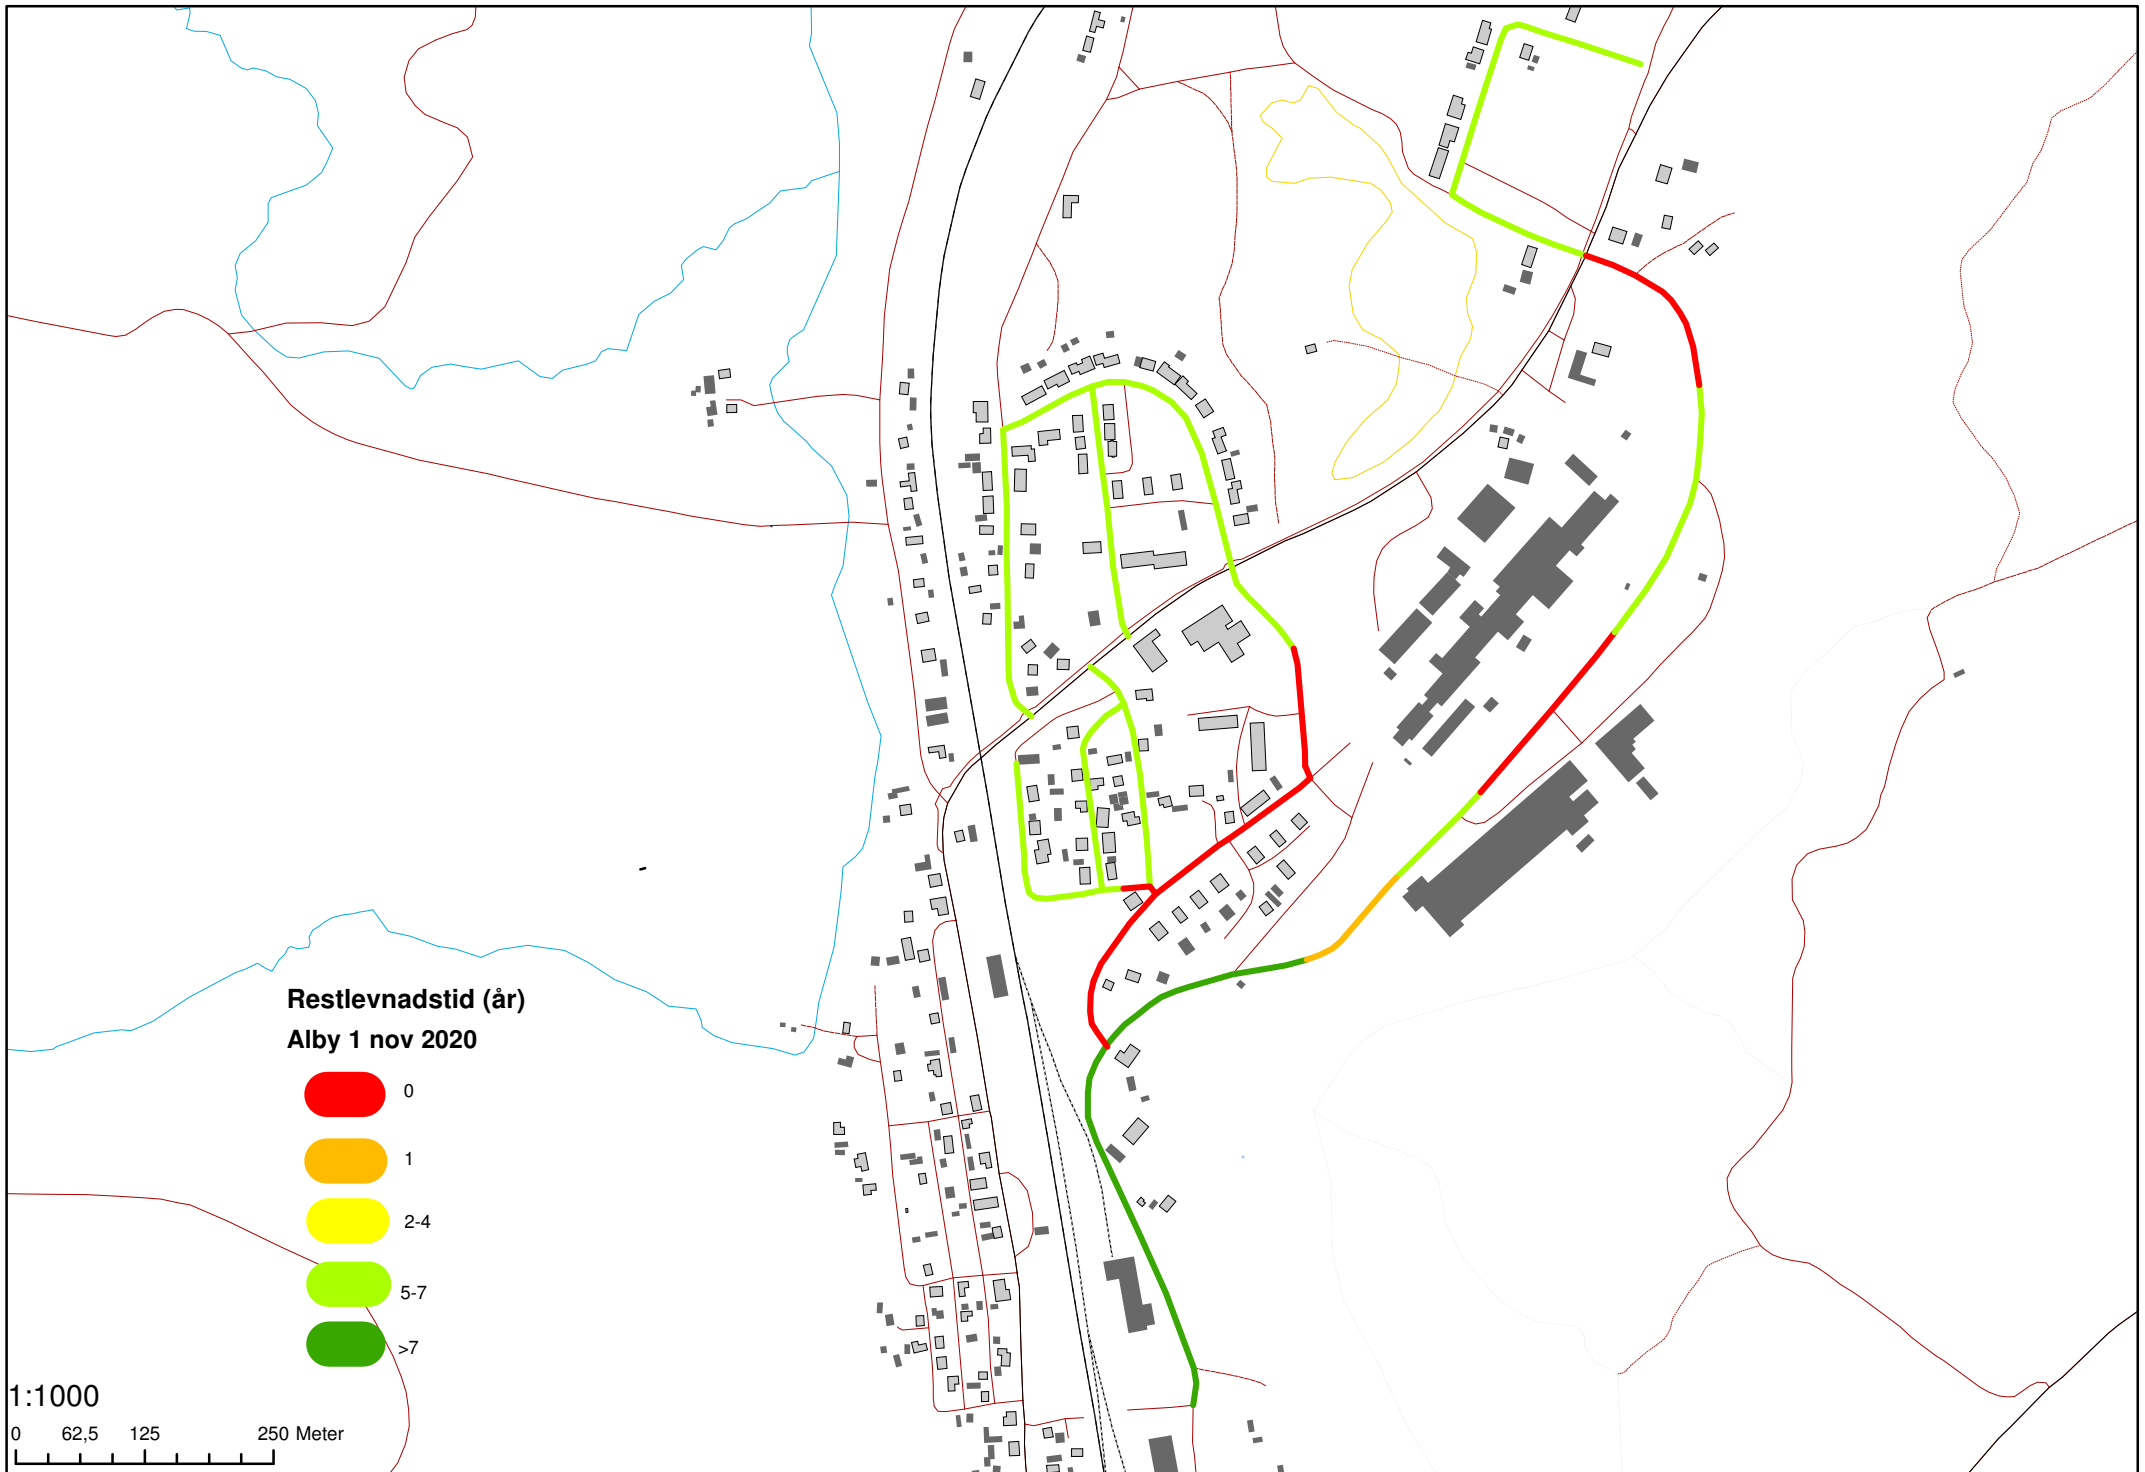 Restlevnadstid (år)
Alby 1 nov 2020
0
1
2-4
5-7
>7
1:1000
0 62,5 125 250 Meter